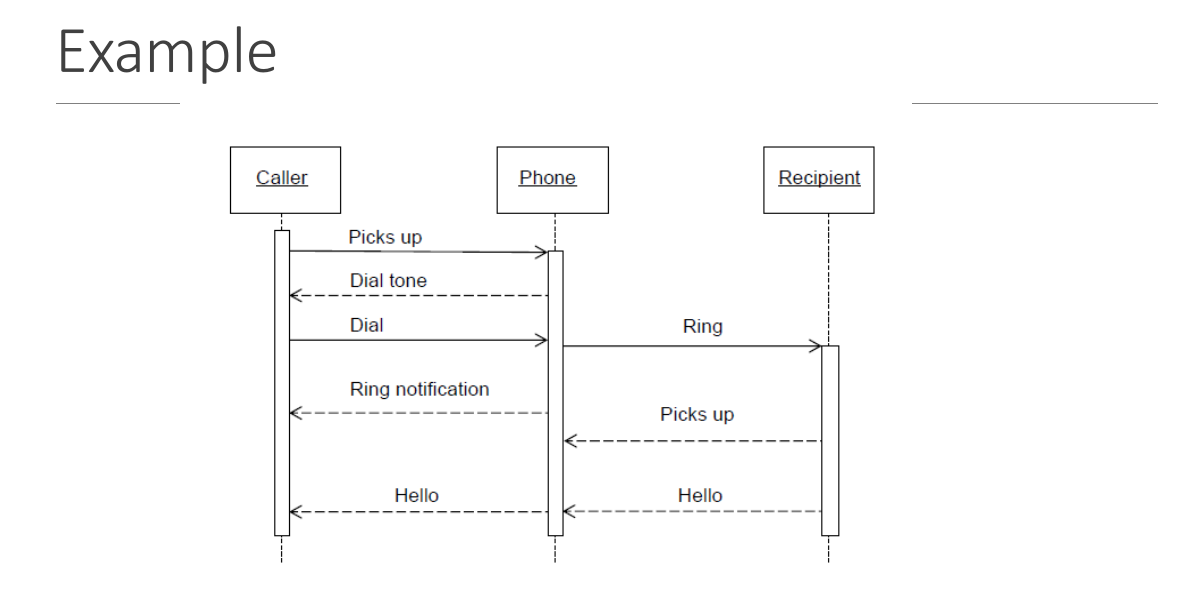 Example
Caller
Phone
Recipient
Picks up
Dial tone
Dial
Ring
Ring notification
Picks up
Hello
Hello